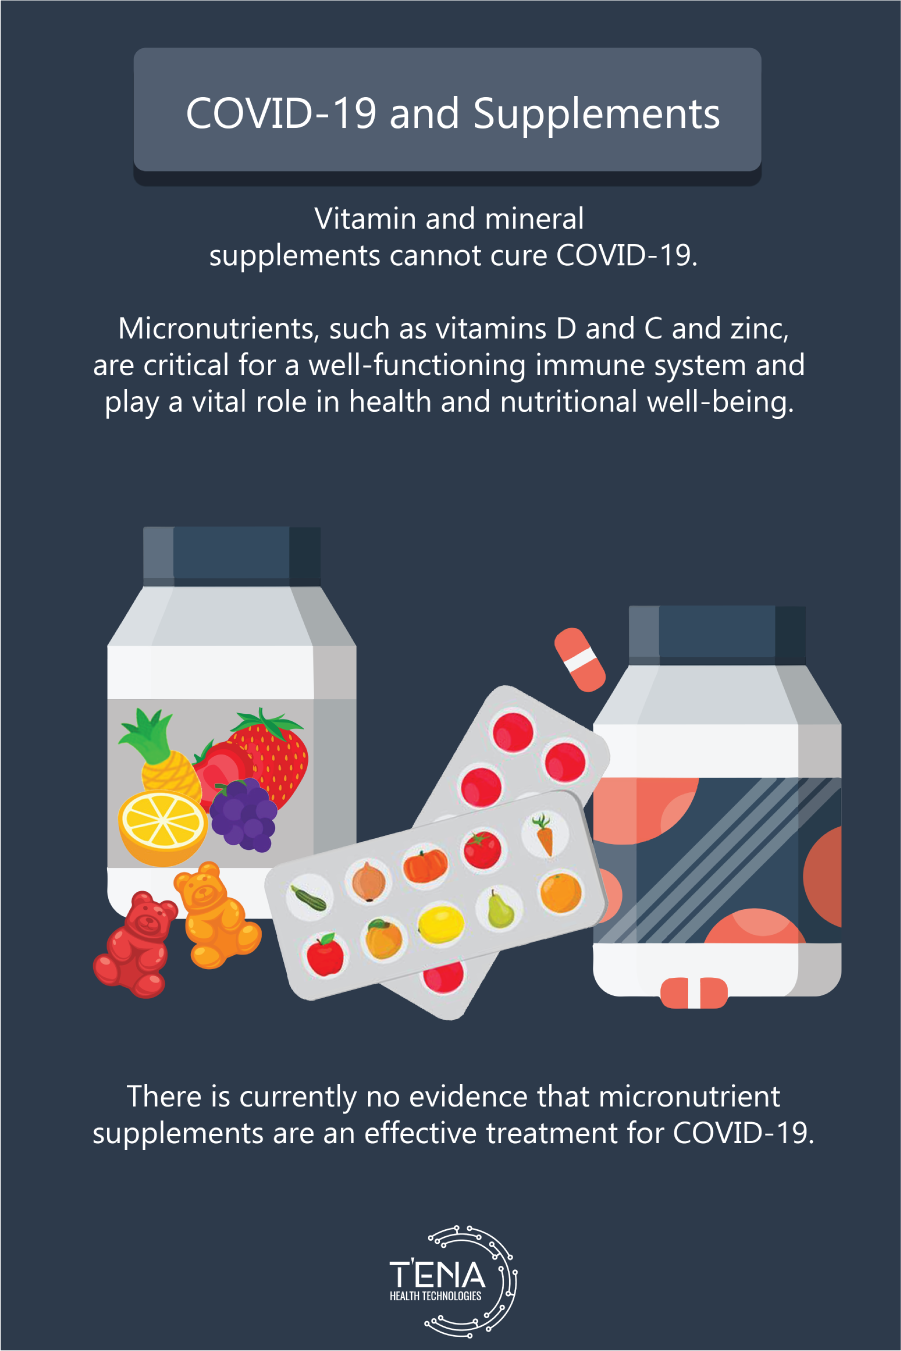 COVID-19 and Supplements
Vitamin and mineral
supplements cannot cure COVID-19.
Micronutrients, such as vitamins D and C and zinc,
are critical for a well-functioning immune system and
play a vital role in health and nutritional well-being.
There is currently no evidence that micronutrient
supplements are an effective treatment for COVID-19.
T'ENA
HEALTH TECHNOLOGIES